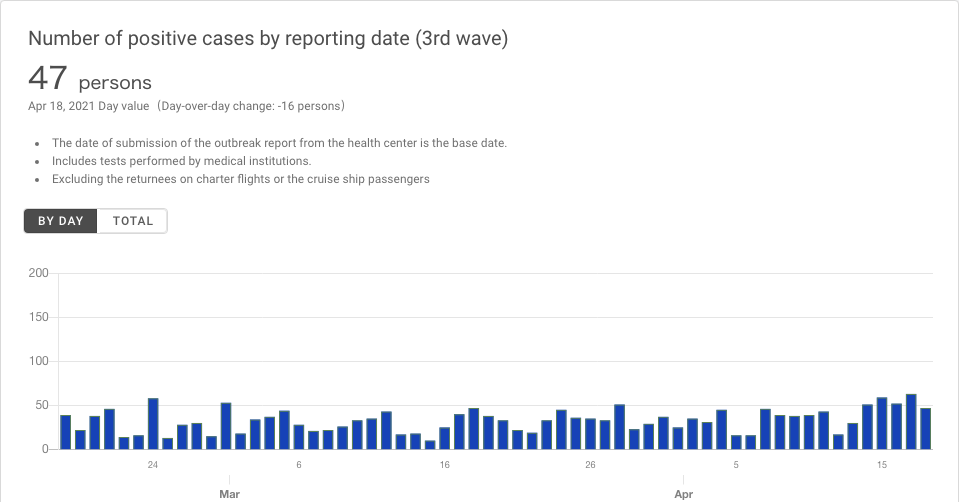 Number of positive cases by reporting date (3rd wave)
47 persons
Apr 18, 2021 Day value（Day-over-day change: -16 persons）
• The date of submission of the outbreak report from the health center is the base date.
• Includes tests performed by medical institutions.
• Excluding the returnees on charter flights or the cruise ship passengers
BY DAY TOTAL
200
150
100
50
0
24 6 16 26 5 15
Mar Apr